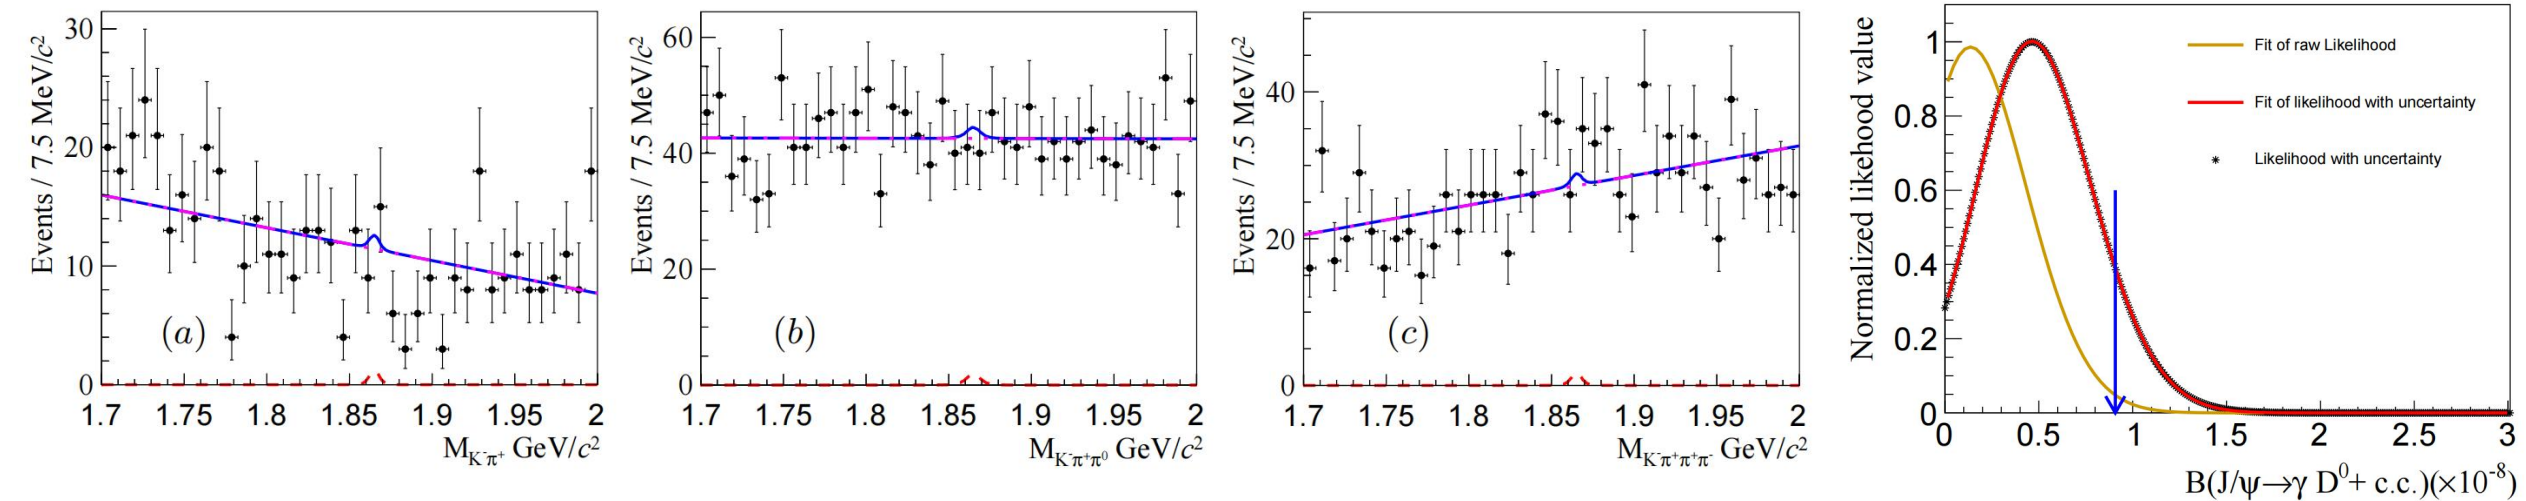 Events / 7.5 MeV/c²
30
20
10
0
(a)
1.7 1.75 1.8 1.85 1.9 1.95 2
M_K⁻π⁺ GeV/c²
Events / 7.5 MeV/c²
60
40
20
0
(b)
1.7 1.75 1.8 1.85 1.9 1.95 2
M_K⁻π⁺π⁰ GeV/c²
Events / 7.5 MeV/c²
40
20
0
(c)
1.7 1.75 1.8 1.85 1.9 1.95 2
M_K⁻π⁺π⁺π⁻ GeV/c²
Normalized likehood value
1
0.8
0.6
0.4
0.2
0
Fit of raw Likelihood
Fit of likelihood with uncertainty
Likelihood with uncertainty
0 0.5 1 1.5 2 2.5 3
B(J/ψ→γ D⁰+ c.c.)(×10⁻⁸)